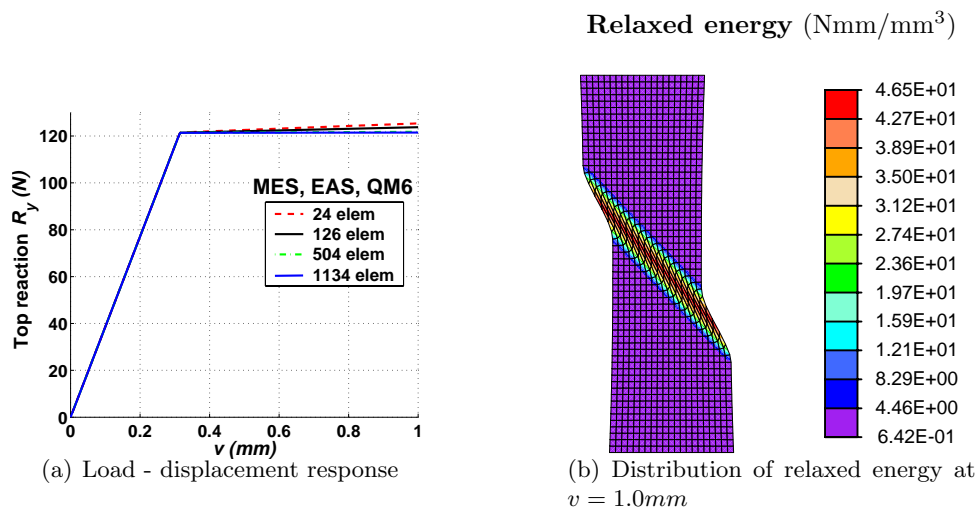 Relaxed energy (Nmm/mm³)
Top reaction R_y (N)
120
100
80
60
40
20
0
MES, EAS, QM6
24 elem
126 elem
504 elem
1134 elem
0
0.2
0.4
0.6
0.8
1
v (mm)
(a) Load - displacement response
4.65E+01
4.27E+01
3.89E+01
3.50E+01
3.12E+01
2.74E+01
2.36E+01
1.97E+01
1.59E+01
1.21E+01
8.29E+00
4.46E+00
6.42E-01
(b) Distribution of relaxed energy at
v = 1.0mm